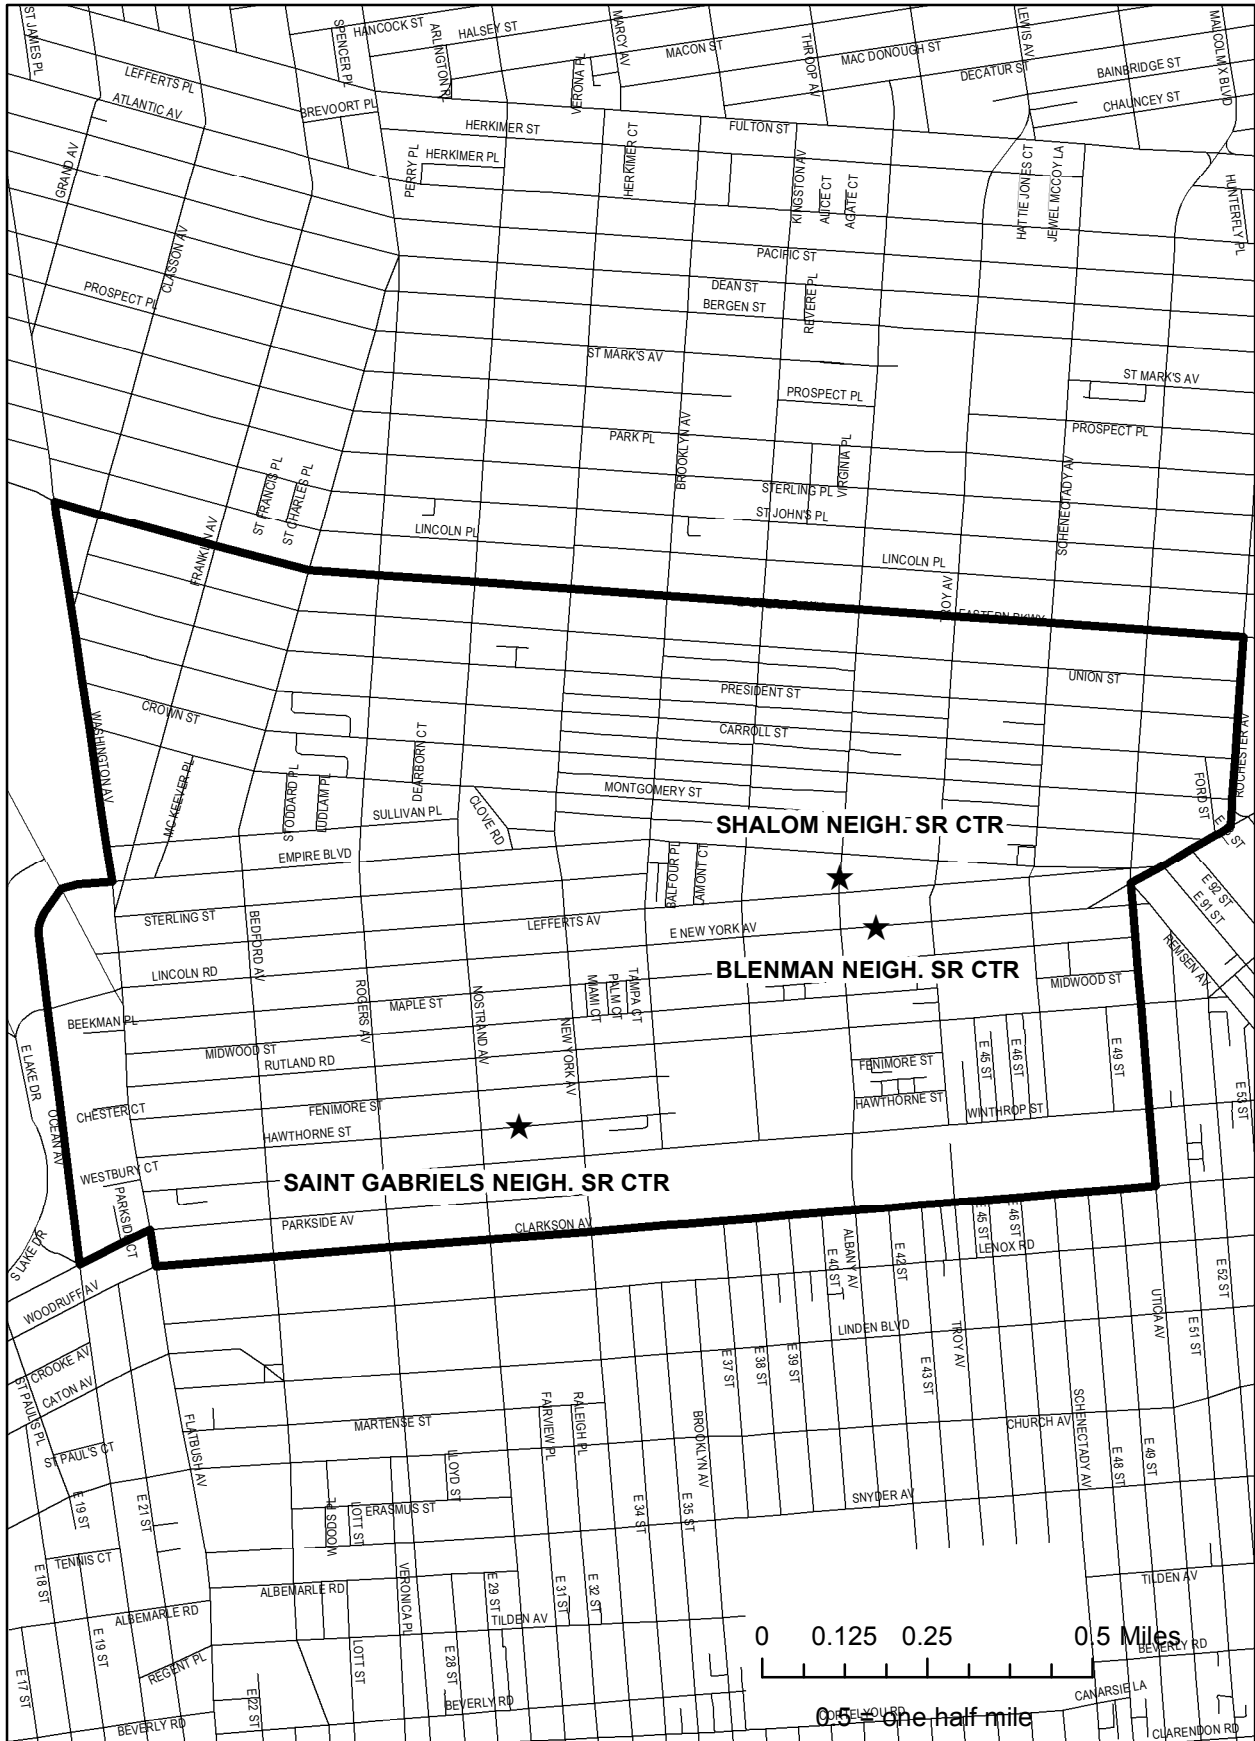 ST JAMES PL
SPENCER PL
HANCOCK ST
ARLINGTON PL
HALSEY ST
MARCY AV
MACON ST
THROOP AV
MAC DONOUGH ST
LEWIS AV
DECATUR ST
BAINBRIDGE ST
MALCOLM X BLVD
LEFFERTS PL
ATLANTIC AV
BREVOORT PL
VERONA PL
CHAUNCEY ST
HERKIMER ST
FULTON ST
GRAND AV
PERRY PL
HERKIMER PL
HERKIMER CT
KINGSTON AV
ALICE CT
AGATE CT
HATTIE JONES CT
JEWEL MCCOY LA
HUNTERFLY PL
CLASSON AV
PACIFIC ST
DEAN ST
REVERE PL
PROSPECT PL
BERGEN ST
ST MARK'S AV
ST MARK'S AV
PROSPECT PL
PARK PL
BROOKLYN AV
VIRGINIA PL
PROSPECT PL
ST FRANCIS PL
ST CHARLES PL
STERLING PL
SCHENECTADY AV
ST JOHN'S PL
FRANKLIN AV
LINCOLN PL
LINCOLN PL
EASTERN PKWY
UNION ST
PRESIDENT ST
CROWN ST
WASHINGTON AV
CARROLL ST
ROCHESTER AV
DEARBORN CT
MC KEEVER PL
STODDARD PL
LUDLAM PL
MONTGOMERY ST
FORD ST
SULLIVAN PL
CLOVE RD
SHALOM NEIGH. SR CTR
EMPIRE BLVD
BALFOUR PL
LAMONT CT
E 92 ST
E 91 ST
STERLING ST
BEDFORD AV
LEFFERTS AV
E NEW YORK AV
REMSEN AV
LINCOLN RD
BLENMAN NEIGH. SR CTR
MIDWOOD ST
ROGERS AV
MAPLE ST
NOSTRAND AV
MIAMI CT
PALM CT
TAMPA CT
BEEKMAN PL
NEW YORK AV
MIDWOOD ST
RUTLAND RD
E 45 ST
E 46 ST
E 49 ST
E LAKE DR
FENIMORE ST
E 53 ST
CHESTER CT
OCEAN AV
FENIMORE ST
HAWTHORNE ST
WINTHROP ST
HAWTHORNE ST
WESTBURY CT
SAINT GABRIELS NEIGH. SR CTR
PARKSIDE CT
PARKSIDE AV
CLARKSON AV
S LAKE DR
E 40 ST
ALBANY AV
E 42 ST
E 45 ST
E 46 ST
LENOX RD
E 52 ST
WOODRUFF AV
UTICA AV
E 51 ST
CROOKE AV
LINDEN BLVD
TROY AV
E 37 ST
E 38 ST
E 39 ST
E 43 ST
ST PAUL'S PL
CATON AV
FLATBUSH AV
MARTENSE ST
FAIRVIEW PL
RALEIGH PL
BROOKLYN AV
SCHENECTADY AV
CHURCH AV
ST PAUL'S CT
LLOYD ST
E 48 ST
E 49 ST
E 19 ST
E 21 ST
WOODS PL
LOTT ST
ERASMUS ST
E 34 ST
E 35 ST
SNYDER AV
TENNIS CT
E 18 ST
ALBEMARLE RD
VERONICA PL
E 29 ST
E 31 ST
E 32 ST
TILDEN AV
ALBEMARLE RD
TILDEN AV
E 19 ST
REGENT PL
LOTT ST
E 28 ST
0 0.125 0.25 0.5 Miles
BEVERLY RD
E 17 ST
E 22 ST
BEVERLY RD
CANARSIE LA
BEVERLY RD
CORTELYOU RD
0.5 = one half mile
CLARENDON RD